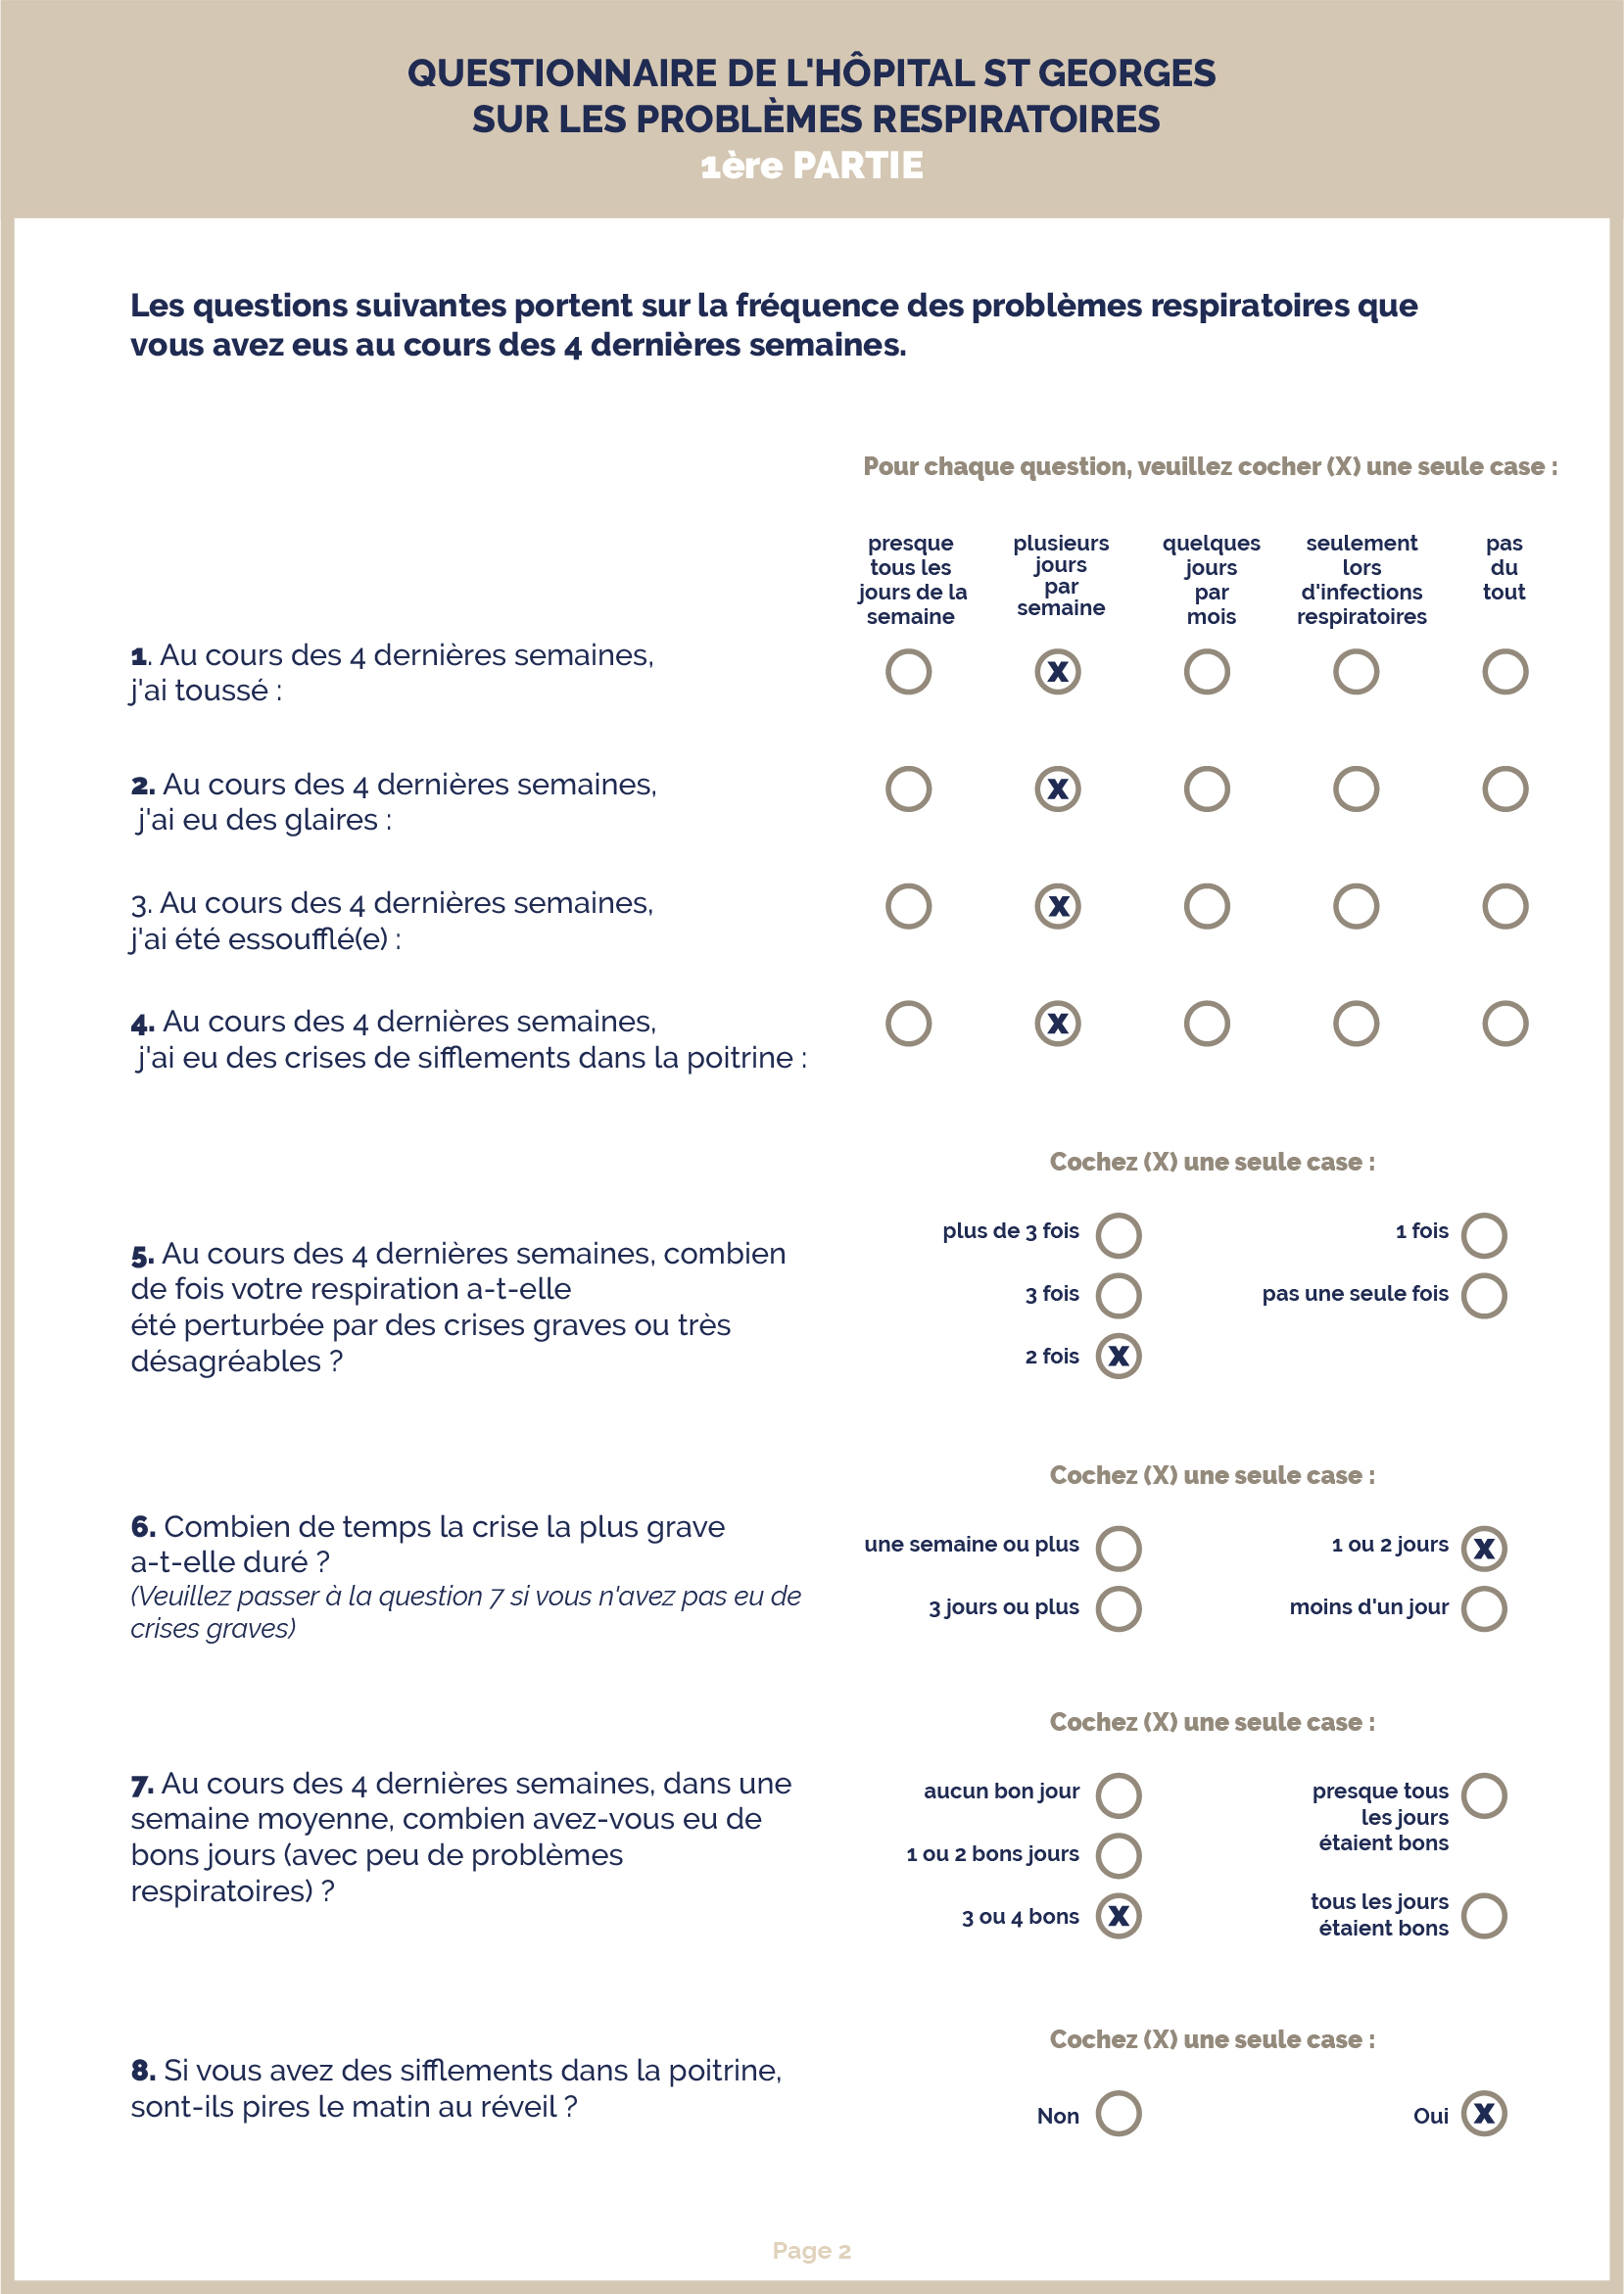 QUESTIONNAIRE DE L'HÔPITAL ST GEORGES
SUR LES PROBLÈMES RESPIRATOIRES
1ère PARTIE
Les questions suivantes portent sur la fréquence des problèmes respiratoires que
vous avez eus au cours des 4 dernières semaines.
Pour chaque question, veuillez cocher (X) une seule case :
presque
tous les
jours de la
semaine
plusieurs
jours
par
semaine
quelques
jours
par
mois
seulement
lors
d'infections
respiratoires
pas
du
tout
1. Au cours des 4 dernières semaines,
j'ai toussé :
X
2. Au cours des 4 dernières semaines,
j'ai eu des glaires :
X
3. Au cours des 4 dernières semaines,
j'ai été essoufflé(e) :
X
4. Au cours des 4 dernières semaines,
j'ai eu des crises de sifflements dans la poitrine :
X
Cochez (X) une seule case :
5. Au cours des 4 dernières semaines, combien
de fois votre respiration a-t-elle
été perturbée par des crises graves ou très
désagréables ?
plus de 3 fois
3 fois
2 fois X
1 fois
pas une seule fois
Cochez (X) une seule case :
6. Combien de temps la crise la plus grave
a-t-elle duré ?
(Veuillez passer à la question 7 si vous n'avez pas eu de
crises graves)
une semaine ou plus
3 jours ou plus
1 ou 2 jours X
moins d'un jour
Cochez (X) une seule case :
7. Au cours des 4 dernières semaines, dans une
semaine moyenne, combien avez-vous eu de
bons jours (avec peu de problèmes
respiratoires) ?
aucun bon jour
1 ou 2 bons jours
3 ou 4 bons X
presque tous
les jours
étaient bons
tous les jours
étaient bons
Cochez (X) une seule case :
8. Si vous avez des sifflements dans la poitrine,
sont-ils pires le matin au réveil ?
Non
Oui X
Page 2